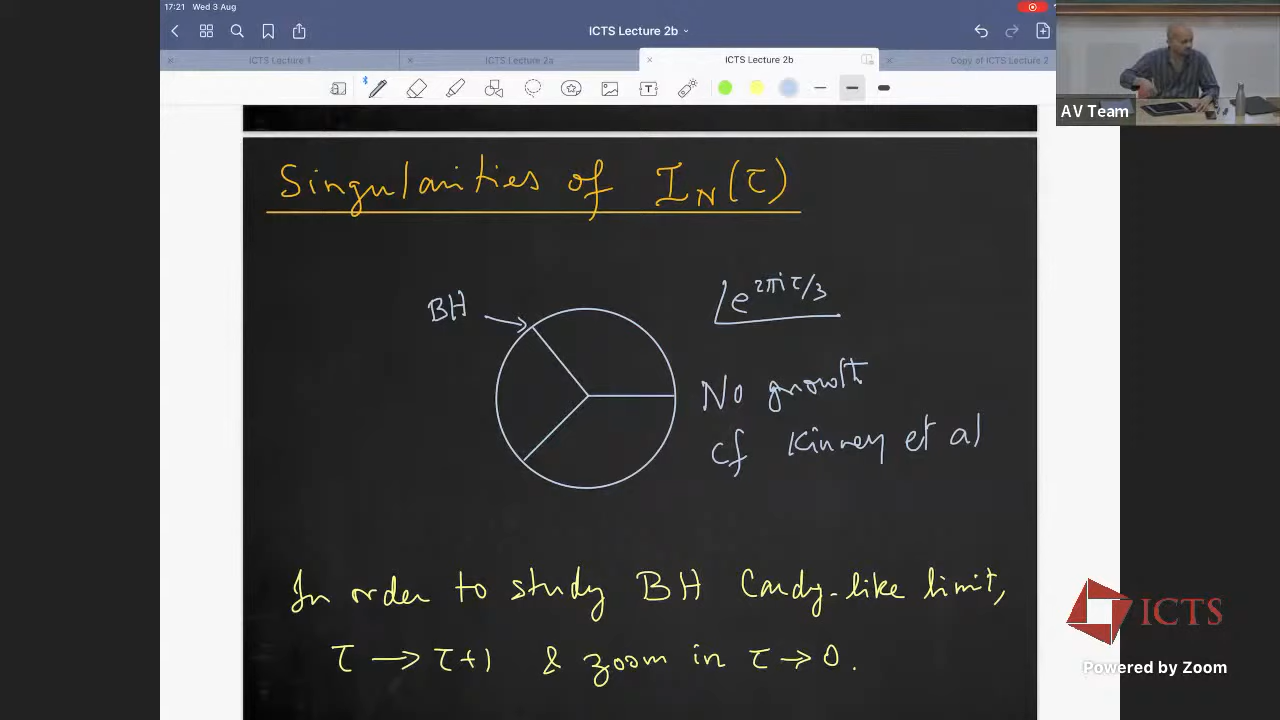 17:21 Wed 3 Aug
ICTS Lecture 2b
ICTS Lecture 1
ICTS Lecture 2a
ICTS Lecture 2b
Copy of ICTS Lecture 2
AV Team
Singularities of I_N(τ)
BH
e^{2πiτ/3}
No growth
cf Kinney et al
In order to study BH Cardy-like limit,
τ → τ+1 & zoom in τ → 0.
ICTS
Powered by Zoom